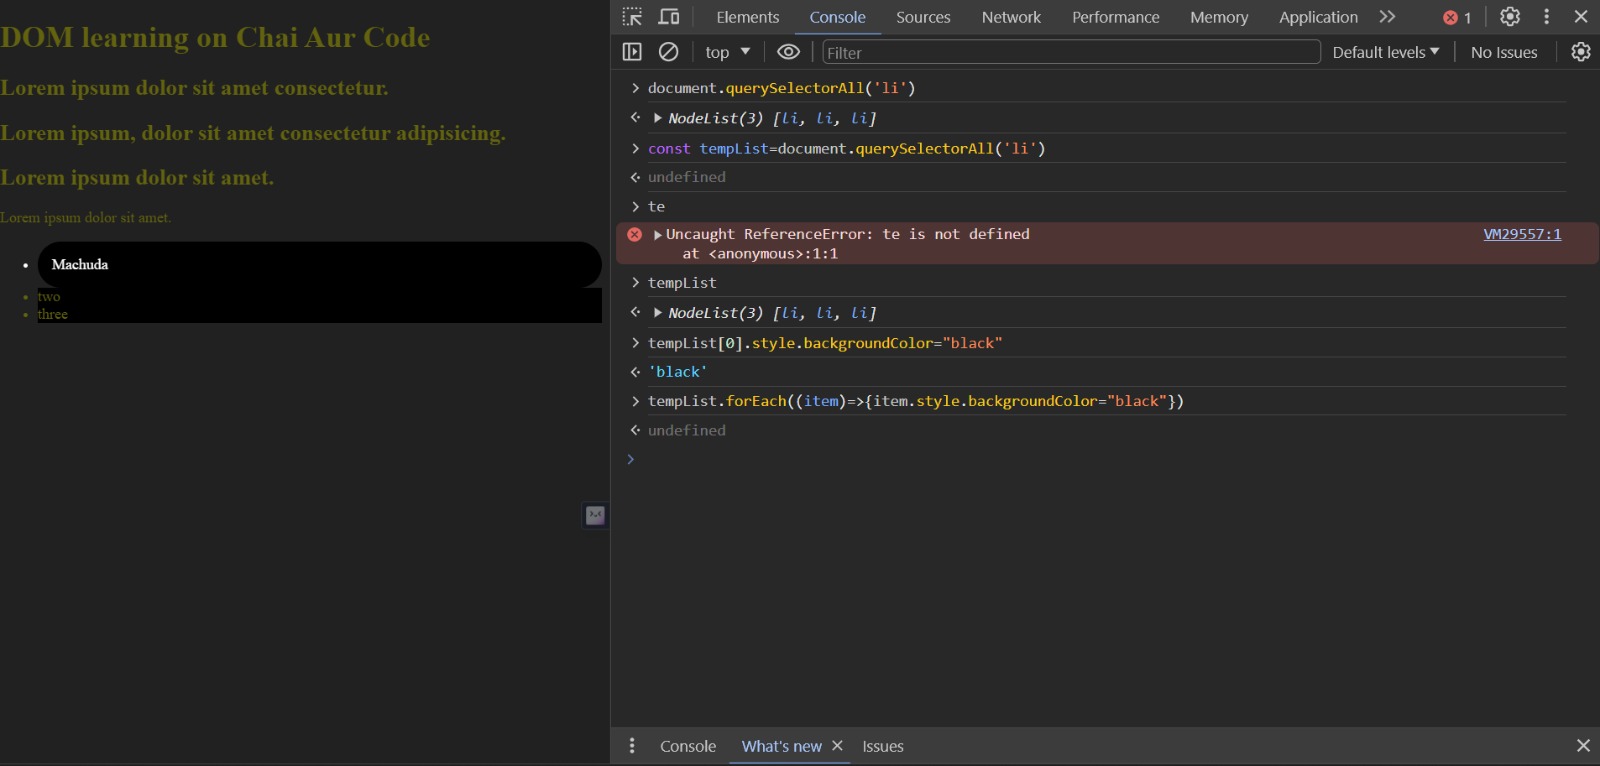 DOM learning on Chai Aur Code
Lorem ipsum dolor sit amet consectetur.
Lorem ipsum, dolor sit amet consectetur adipisicing.
Lorem ipsum dolor sit amet.
Lorem ipsum dolor sit amet.
Machuda
two
three
Elements Console Sources Network Performance Memory Application 1
top Filter Default levels No Issues
document.querySelectorAll('li')
NodeList(3) [li, li, li]
const tempList=document.querySelectorAll('li')
undefined
te
Uncaught ReferenceError: te is not defined VM29557:1
at <anonymous>:1:1
tempList
NodeList(3) [li, li, li]
tempList[0].style.backgroundColor="black"
'black'
tempList.forEach((item)=>{item.style.backgroundColor="black"})
undefined
Console What's new Issues